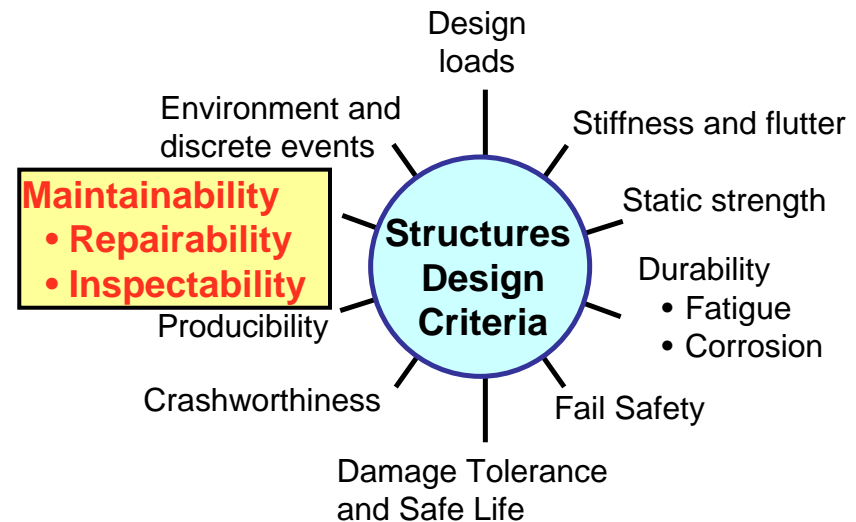 Design
loads
Environment and
discrete events
Stiffness and flutter
Maintainability
• Repairability
• Inspectability
Static strength
Structures
Design
Criteria
Durability
• Fatigue
• Corrosion
Producibility
Crashworthiness
Fail Safety
Damage Tolerance
and Safe Life